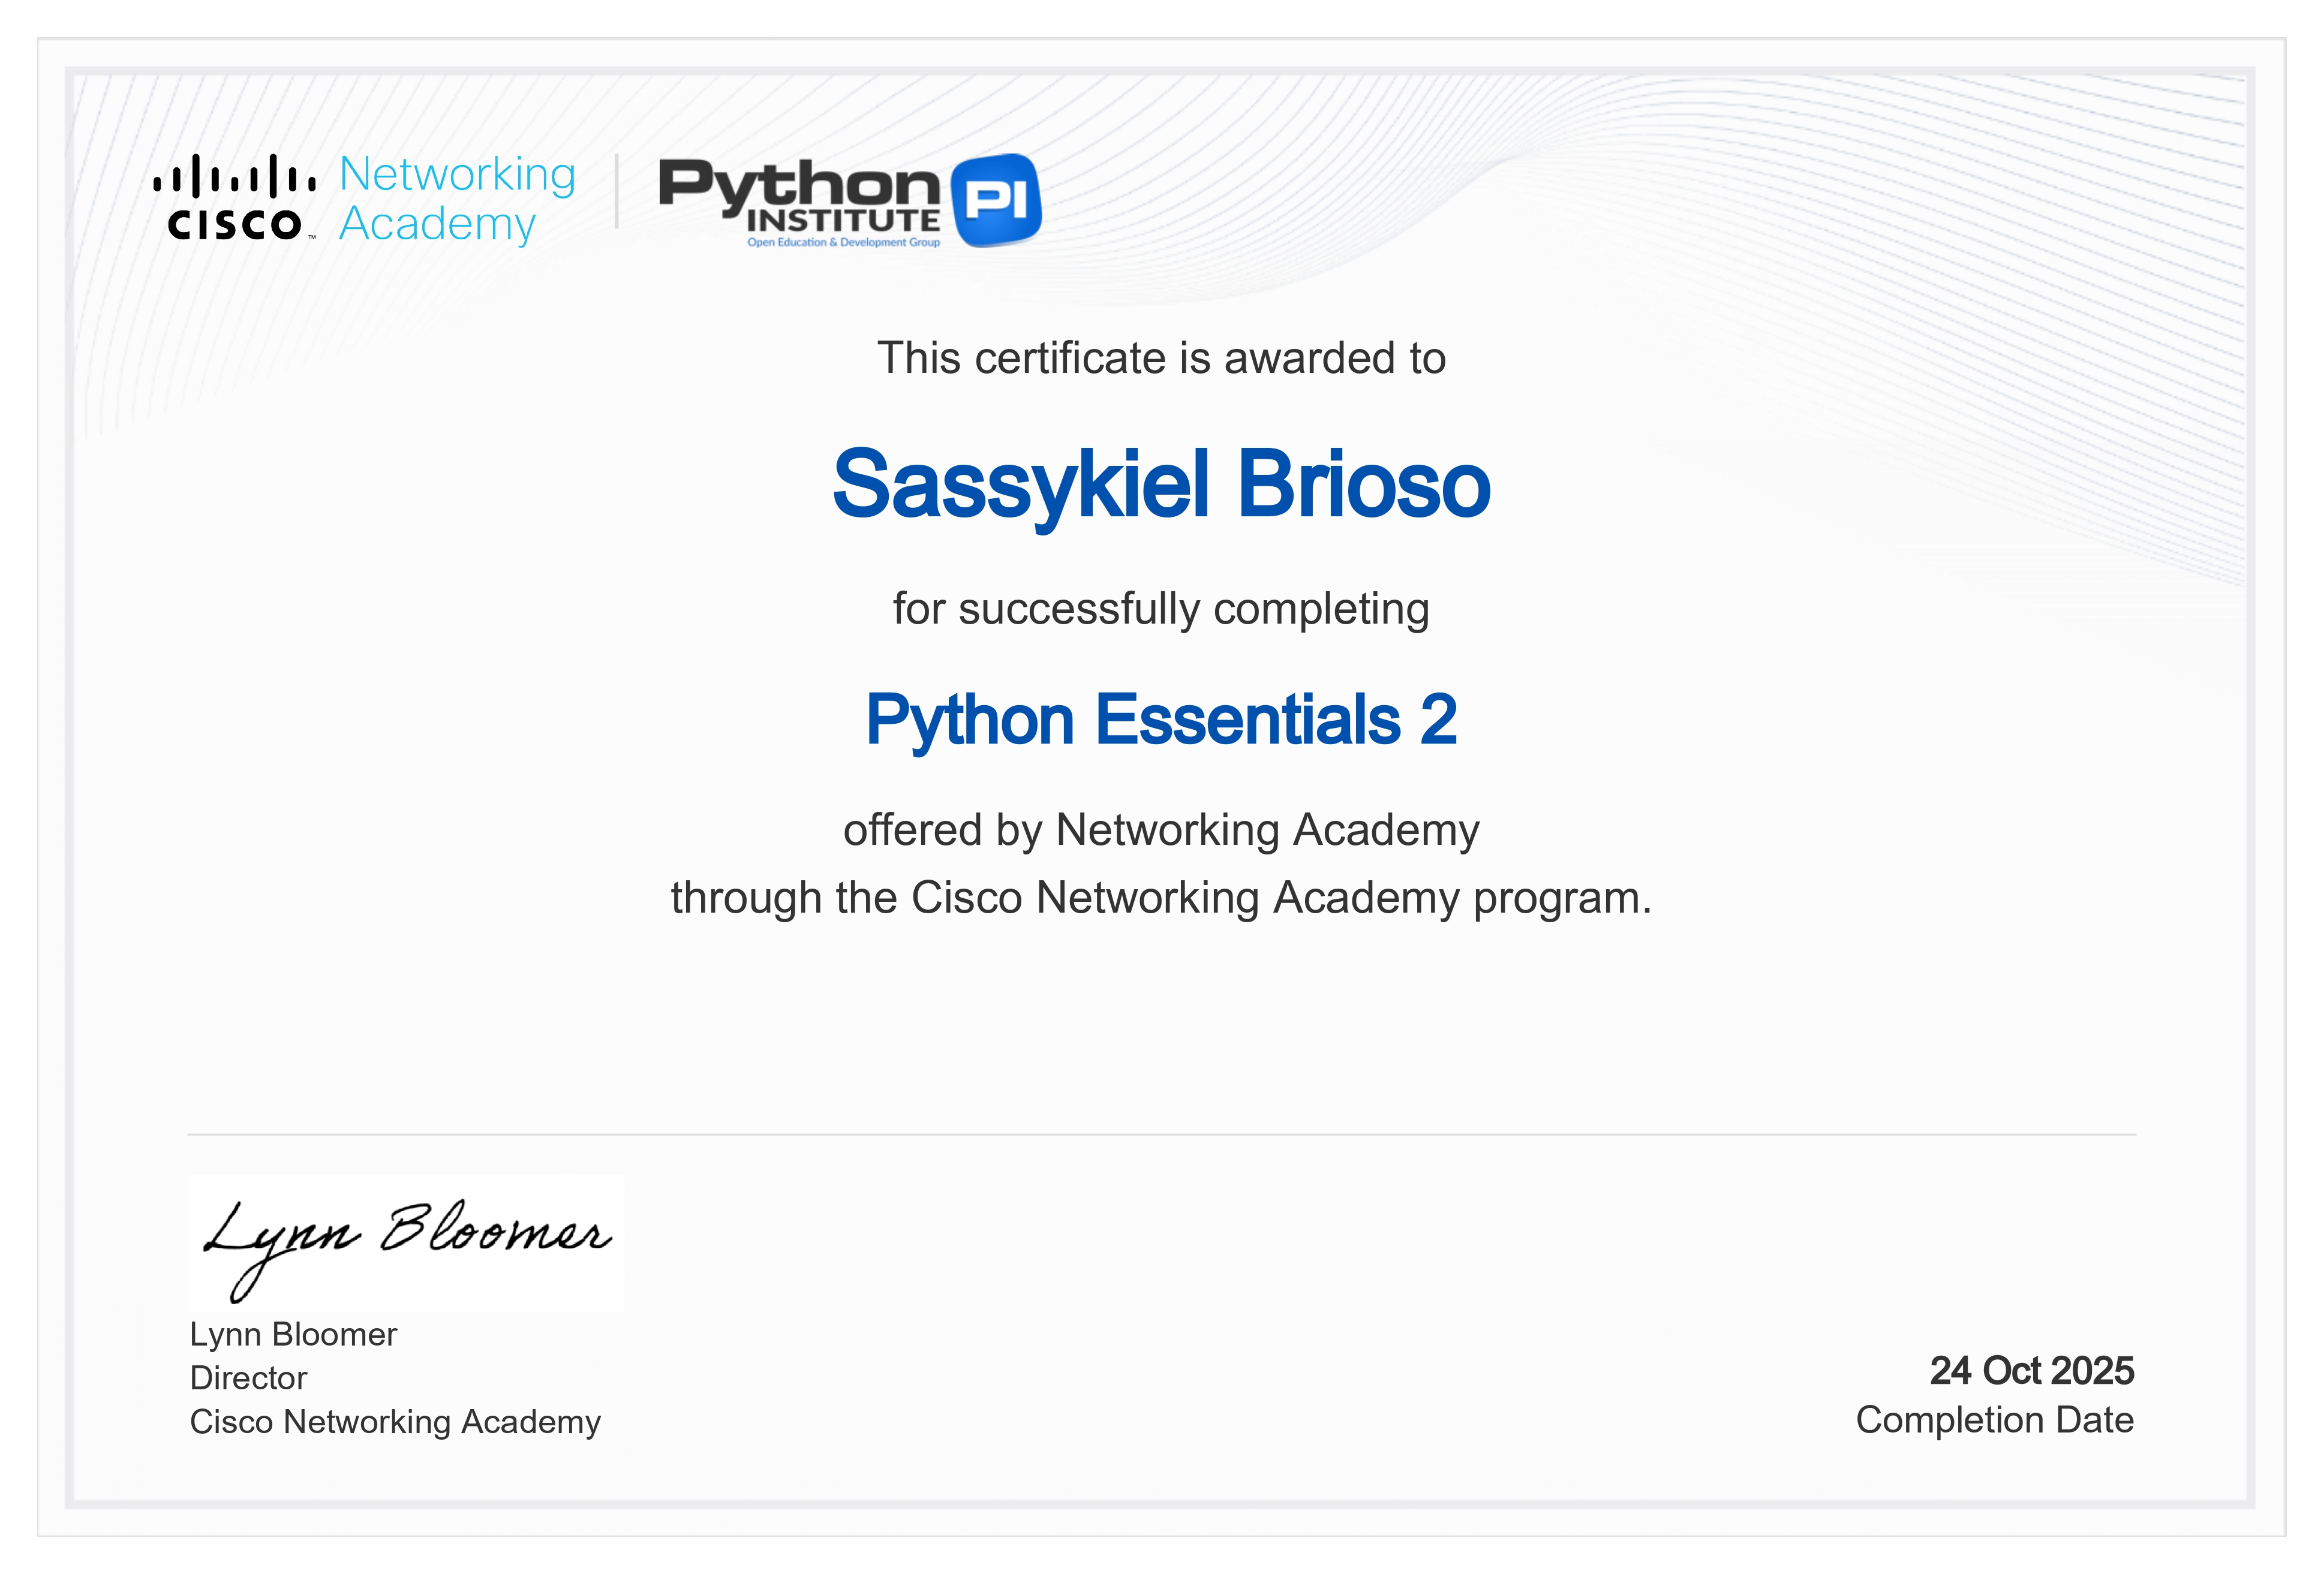 CISCO™ Networking Academy
Python INSTITUTE PI
Open Education & Development Group
This certificate is awarded to
Sassykiel Brioso
for successfully completing
Python Essentials 2
offered by Networking Academy
through the Cisco Networking Academy program.
Lynn Bloomer
Lynn Bloomer
Director
Cisco Networking Academy
24 Oct 2025
Completion Date